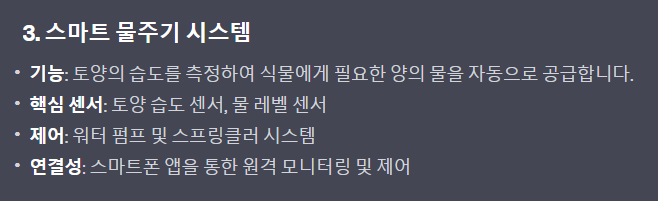 3. 스마트 물주기 시스템
• 기능: 토양의 습도를 측정하여 식물에게 필요한 양의 물을 자동으로 공급합니다.
• 핵심 센서: 토양 습도 센서, 물 레벨 센서
• 제어: 워터 펌프 및 스프링클러 시스템
• 연결성: 스마트폰 앱을 통한 원격 모니터링 및 제어